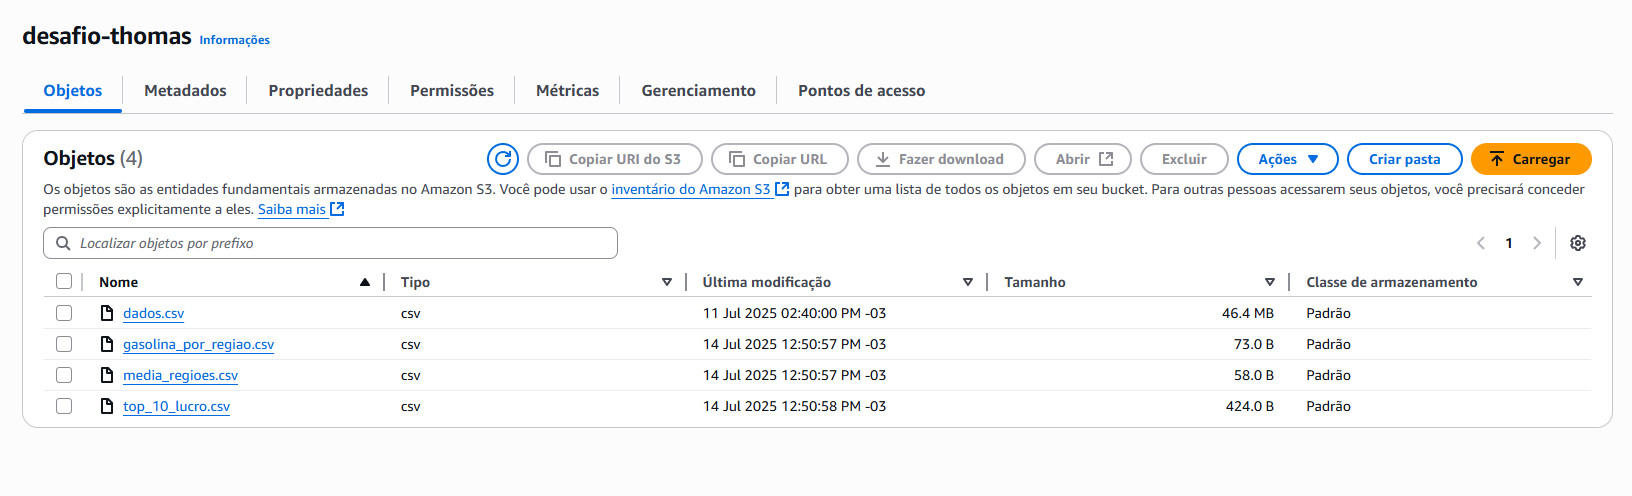 desafio-thomas Informações
Objetos Metadados Propriedades Permissões Métricas Gerenciamento Pontos de acesso
Objetos (4) Copiar URI do S3 Copiar URL Fazer download Abrir Excluir Ações Criar pasta Carregar
Os objetos são as entidades fundamentais armazenadas no Amazon S3. Você pode usar o inventário do Amazon S3 para obter uma lista de todos os objetos em seu bucket. Para outras pessoas acessarem seus objetos, você precisará conceder
permissões explicitamente a eles. Saiba mais
Localizar objetos por prefixo 1
Nome Tipo Última modificação Tamanho Classe de armazenamento
dados.csv csv 11 Jul 2025 02:40:00 PM -03 46.4 MB Padrão
gasolina_por_regiao.csv csv 14 Jul 2025 12:50:57 PM -03 73.0 B Padrão
media_regioes.csv csv 14 Jul 2025 12:50:57 PM -03 58.0 B Padrão
top_10_lucro.csv csv 14 Jul 2025 12:50:58 PM -03 424.0 B Padrão